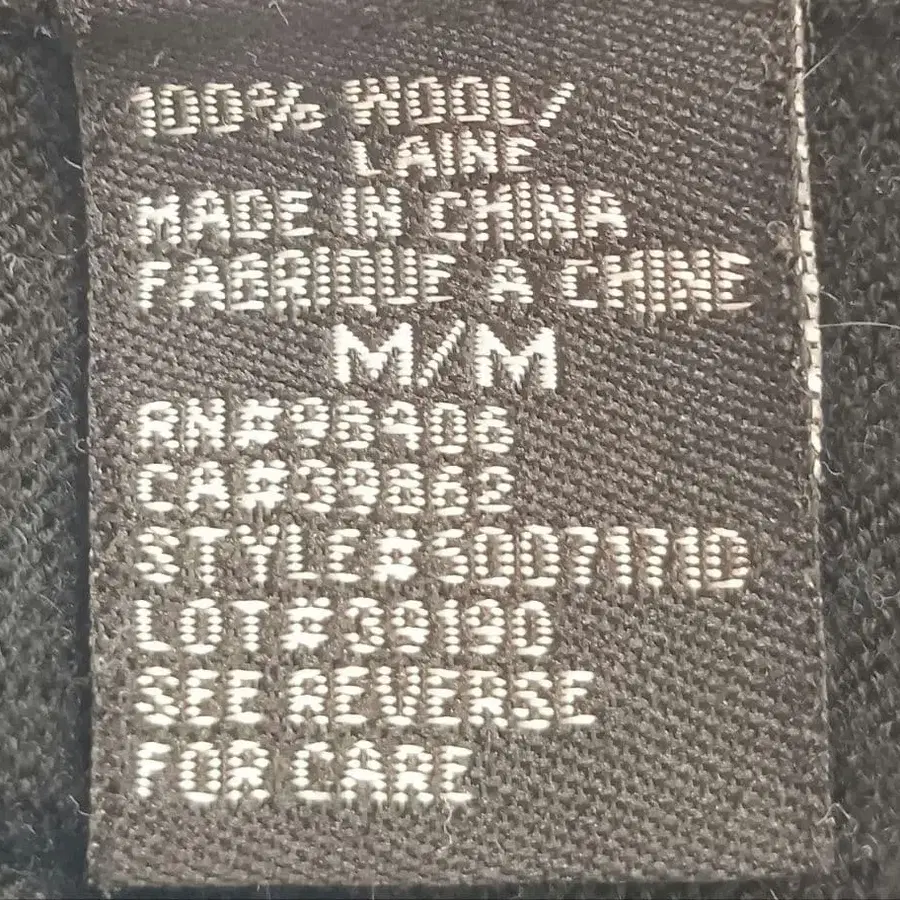 100% WOOL/
LAINE
MADE IN CHINA
FABRIQUE A CHINE
M/M
RN#98406
CA#39862
STYLE#S0071710
LOT#39190
SEE REVERSE
FOR CARE